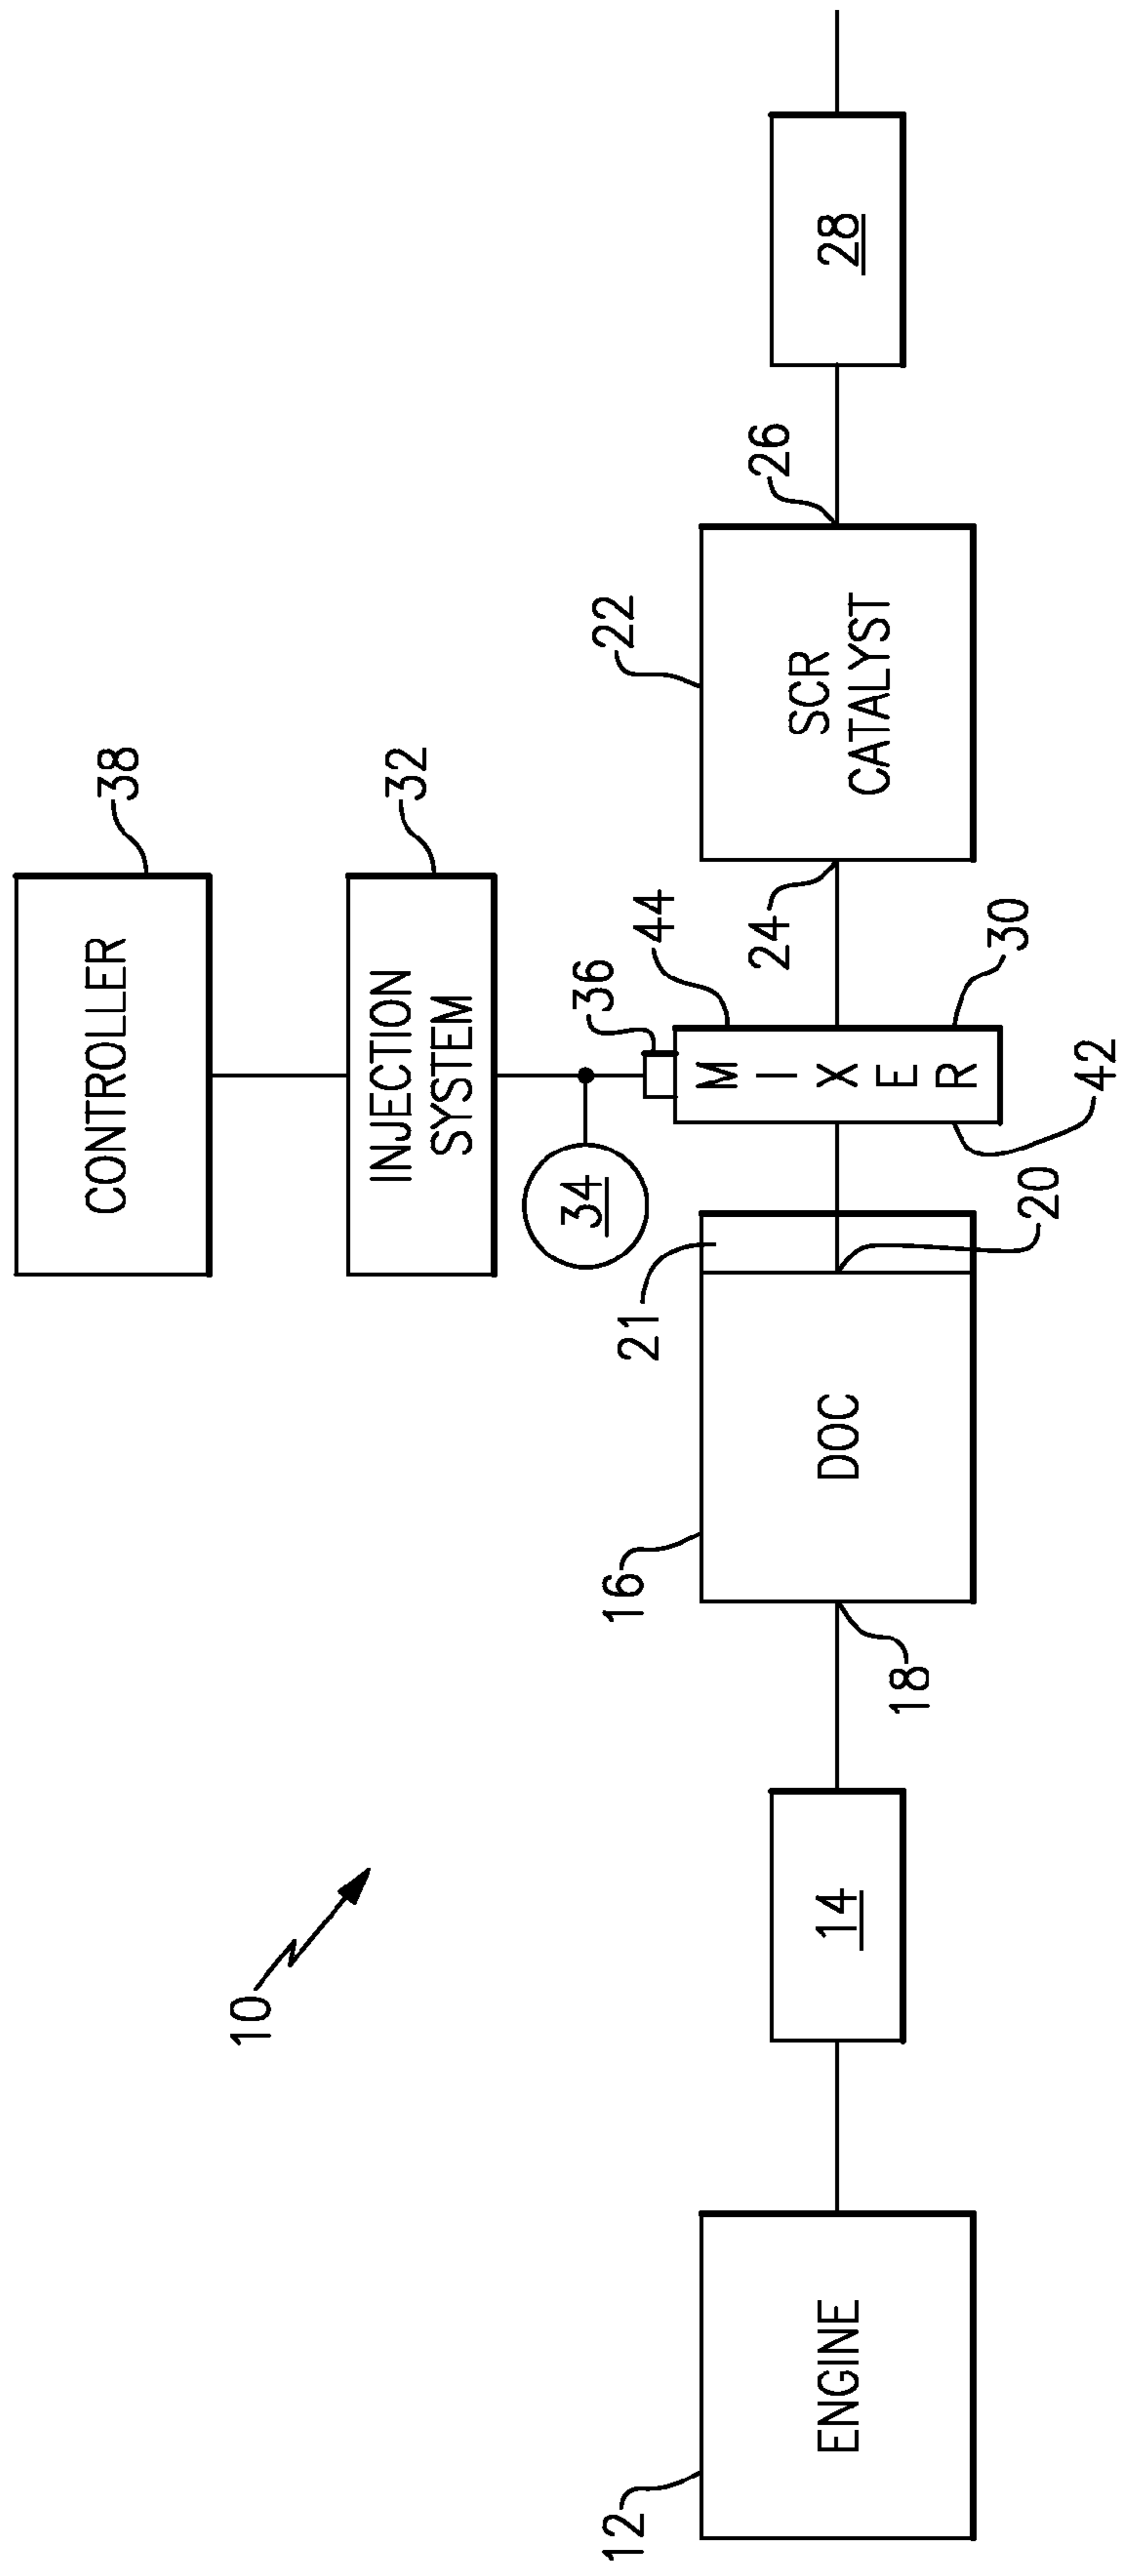 CONTROLLER
38
INJECTION
SYSTEM
32
10
34
36
44
22
26
12
ENGINE
14
16
DOC
21
M I X E R
SCR
CATALYST
28
18
20
42
30
24